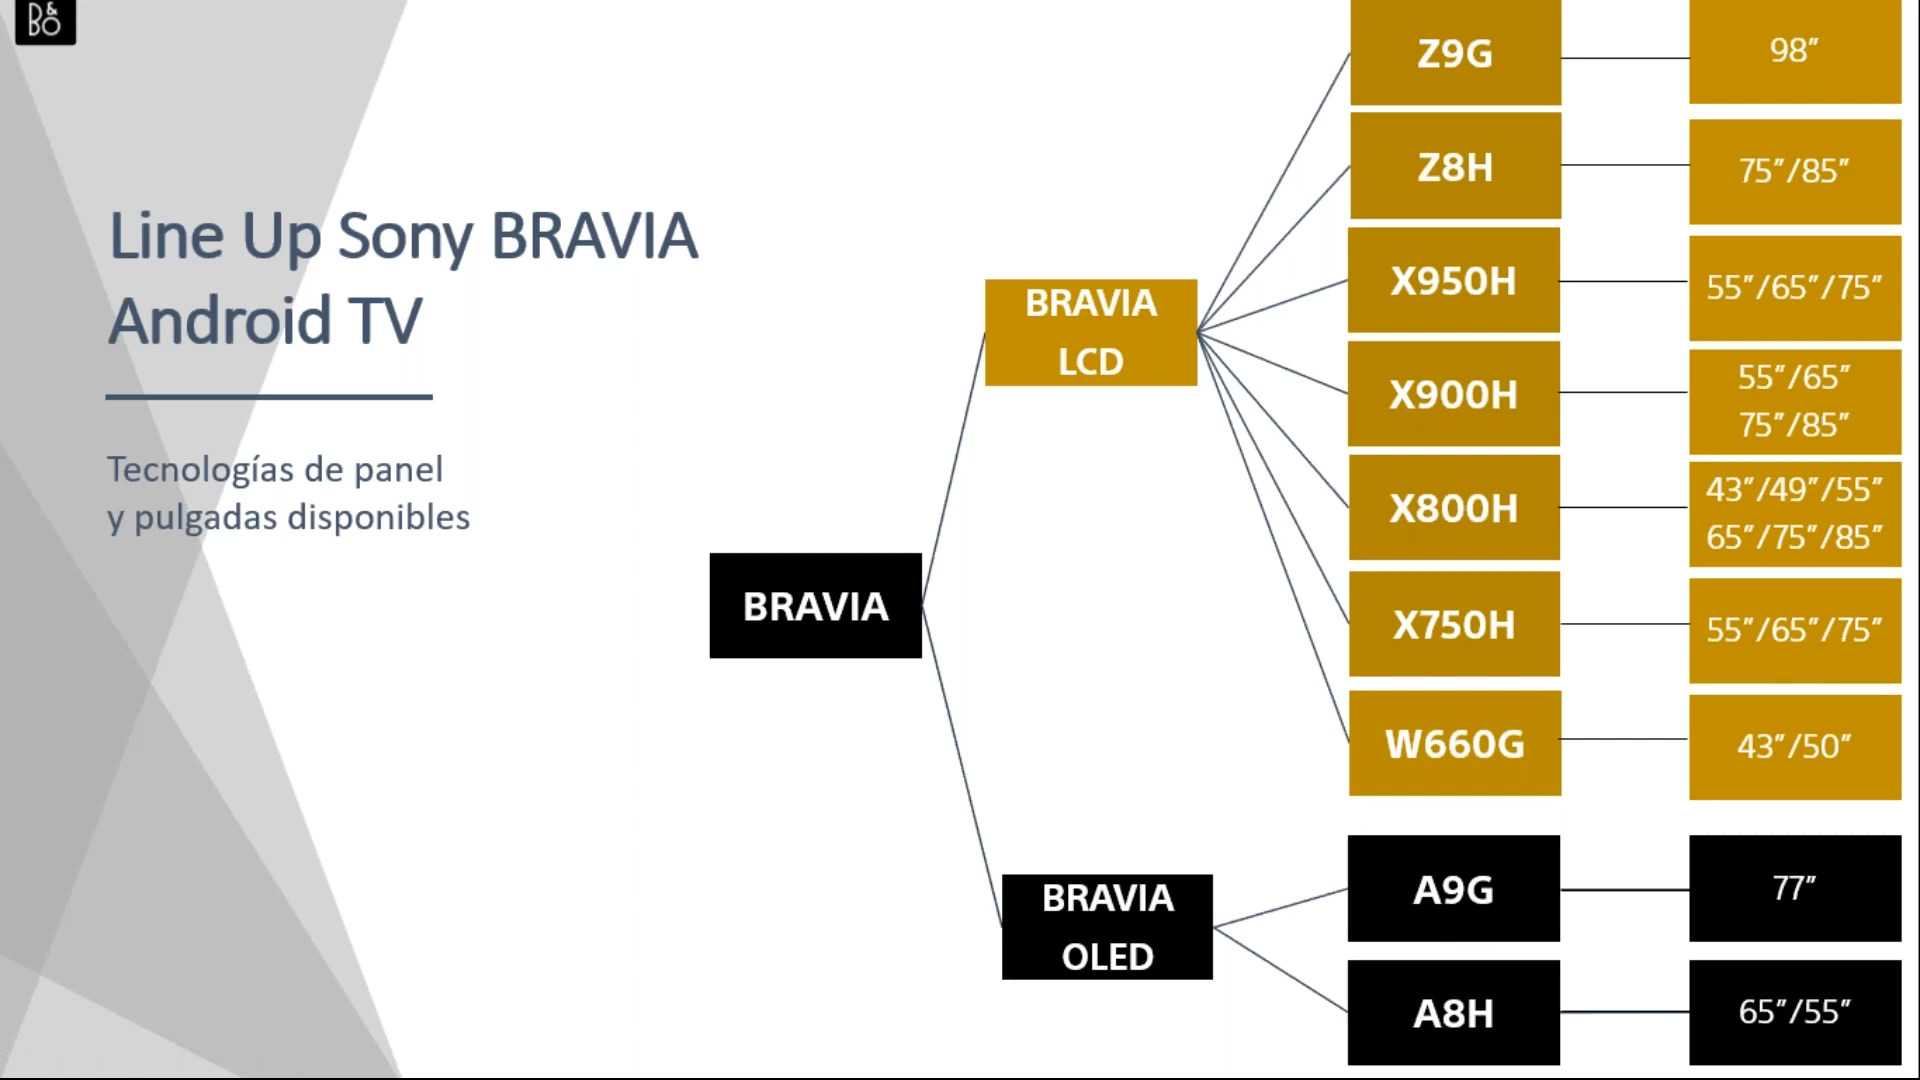 B&O
Line Up Sony BRAVIA
Android TV
Tecnologías de panel
y pulgadas disponibles
BRAVIA
BRAVIA
LCD
Z9G
98”
Z8H
75”/85”
X950H
55”/65”/75”
X900H
55”/65”
75”/85”
X800H
43”/49”/55”
65”/75”/85”
X750H
55”/65”/75”
W660G
43”/50”
BRAVIA
OLED
A9G
77”
A8H
65”/55”